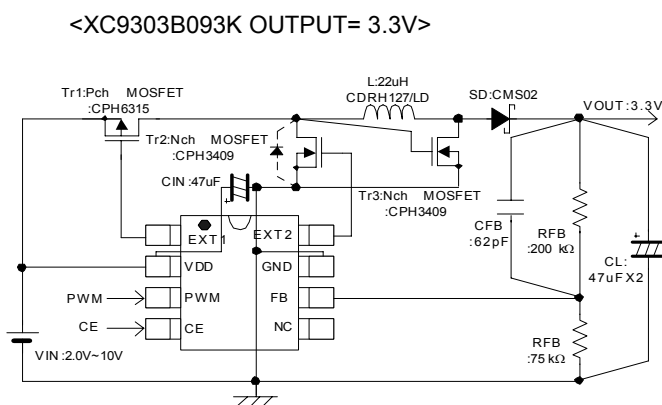 <XC9303B093K OUTPUT= 3.3V>
L:22uH
CDRH127/LD
SD:CMS02
Tr1:Pch MOSFET
:CPH6315
VOUT:3.3V
Tr2:Nch MOSFET
:CPH3409
CIN:47uF
+
Tr3:Nch MOSFET
:CPH3409
CFB
:62pF
RFB
:200 kΩ
+
CL:
47uFX2
EXT1
EXT2
VDD
GND
PWM
PWM
FB
CE
CE
NC
VIN:2.0V~10V
RFB
:75kΩ